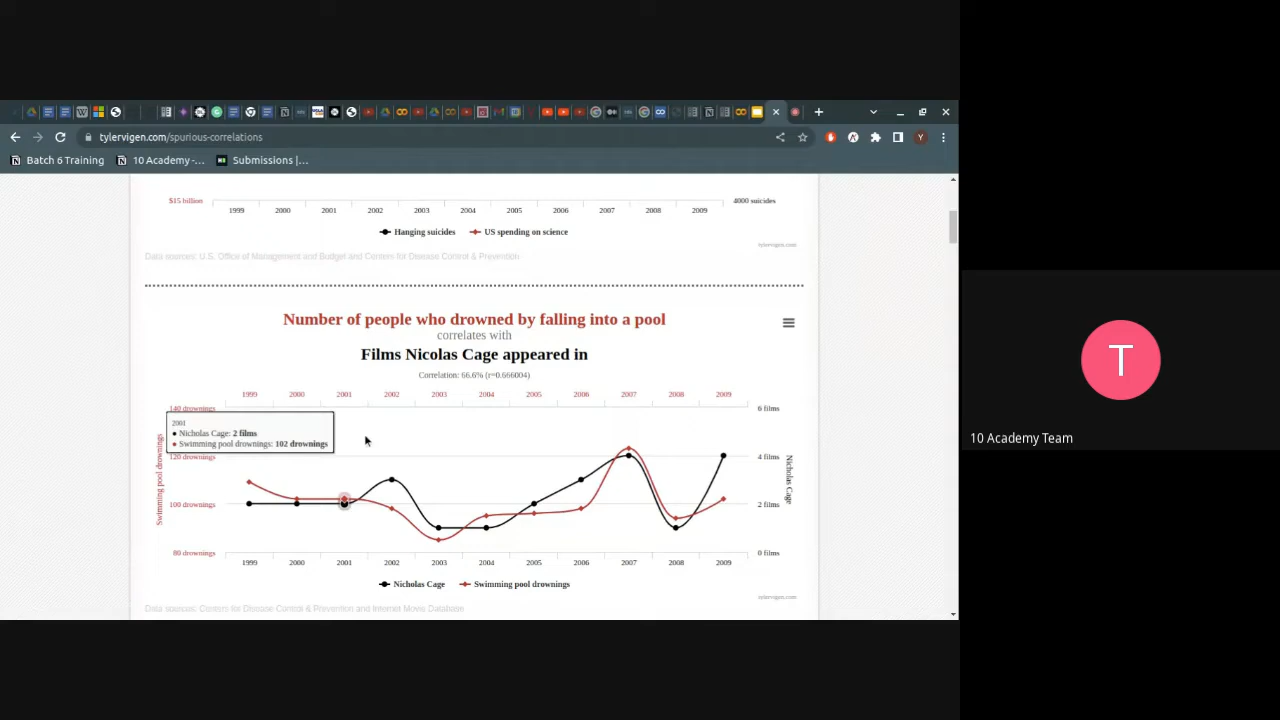 tylervigen.com/spurious-correlations
Batch 6 Training
10 Academy -...
Submissions |...
$15 billion
4000 suicides
1999 2000 2001 2002 2003 2004 2005 2006 2007 2008 2009
Hanging suicides US spending on science
tylervigen.com
Data sources: U.S. Office of Management and Budget and Centers for Disease Control & Prevention
Number of people who drowned by falling into a pool
correlates with
Films Nicolas Cage appeared in
Correlation: 66.6% (r=0.666004)
1999 2000 2001 2002 2003 2004 2005 2006 2007 2008 2009
140 drownings
6 films
2001
Nicholas Cage: 2 films
Swimming pool drownings: 102 drownings
120 drownings
4 films
Swimming pool drownings
Nicholas Cage
100 drownings
2 films
80 drownings
0 films
1999 2000 2001 2002 2003 2004 2005 2006 2007 2008 2009
Nicholas Cage Swimming pool drownings
tylervigen.com
Data sources: Centers for Disease Control & Prevention and Internet Movie Database
T
10 Academy Team